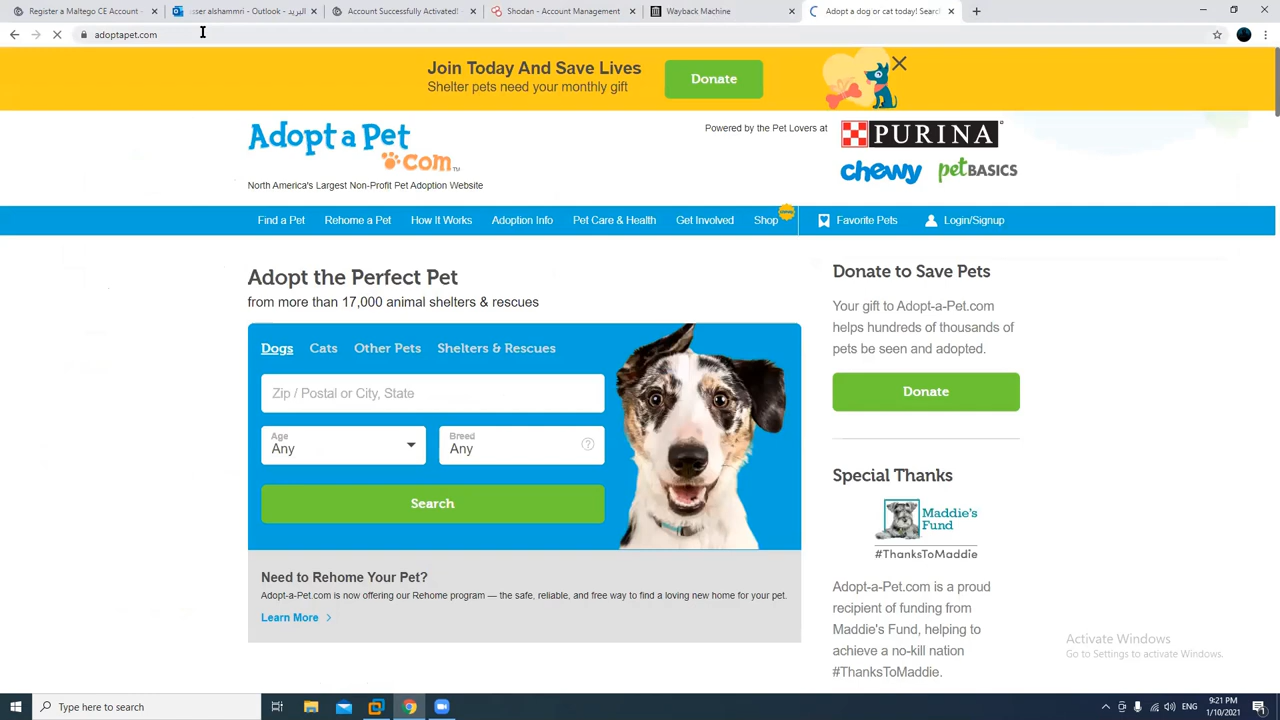 Register a Maltego CE Account
sser alshammri - Outlook - البريد
Account Successfully Activated!
Shodan - Account Management
Wayback Machine
Adopt a dog or cat today! Search
adoptapet.com
Join Today And Save Lives
Shelter pets need your monthly gift
Donate
Adopt a Pet
.com™
North America's Largest Non-Profit Pet Adoption Website
Powered by the Pet Lovers at
PURINA
chewy petBASICS
Find a Pet Rehome a Pet How It Works Adoption Info Pet Care & Health Get Involved Shop Favorite Pets Login/Signup
Adopt the Perfect Pet
from more than 17,000 animal shelters & rescues
Dogs Cats Other Pets Shelters & Rescues
Zip / Postal or City, State
Age
Any
Breed
Any
?
Search
Need to Rehome Your Pet?
Adopt-a-Pet.com is now offering our Rehome program — the safe, reliable, and free way to find a loving new home for your pet.
Learn More >
Donate to Save Pets
Your gift to Adopt-a-Pet.com
helps hundreds of thousands of
pets be seen and adopted.
Donate
Special Thanks
Maddie's
Fund
#ThanksToMaddie
Adopt-a-Pet.com is a proud
recipient of funding from
Maddie's Fund, helping to
achieve a no-kill nation
#ThanksToMaddie.
Activate Windows
Go to Settings to activate Windows.
Type here to search
ENG
9:21 PM
1/10/2021